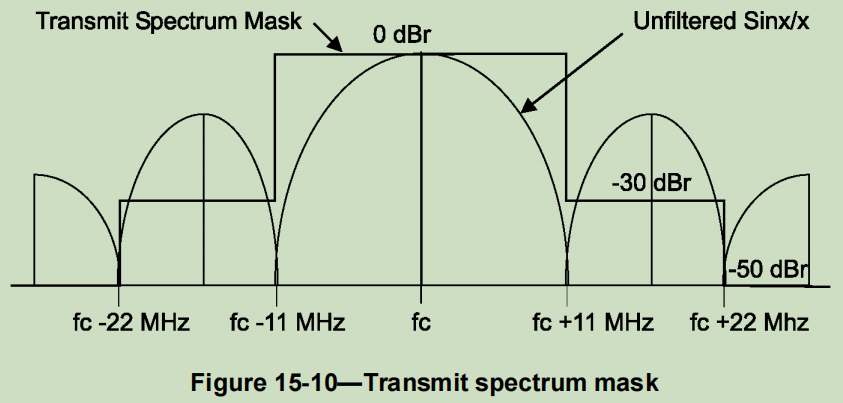 Transmit Spectrum Mask
0 dBr
Unfiltered Sinx/x
-30 dBr
-50 dBr
fc -22 MHz
fc -11 MHz
fc
fc +11 MHz
fc +22 Mhz
Figure 15-10—Transmit spectrum mask